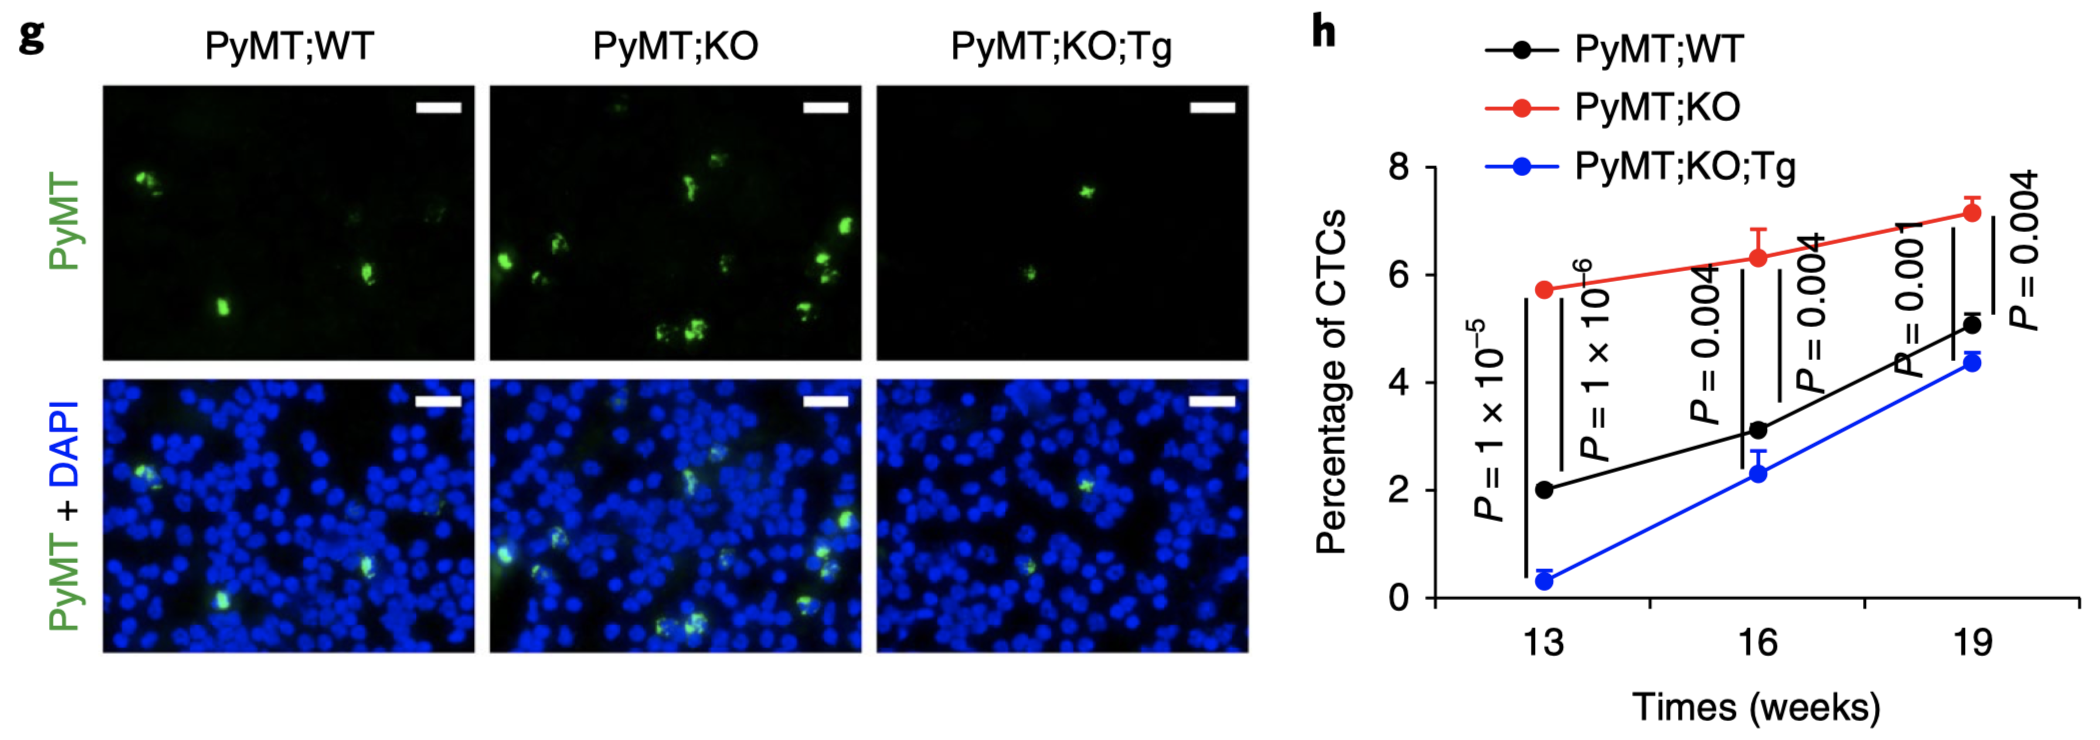 g
PyMT;WT
PyMT;KO
PyMT;KO;Tg
PyMT
PyMT + DAPI
h
PyMT;WT
PyMT;KO
PyMT;KO;Tg
Percentage of CTCs
8
6
4
2
0
P = 1 × 10⁻⁵
P = 1 × 10⁻⁶
P = 0.004
P = 0.004
P = 0.001
P = 0.004
13 16 19
Times (weeks)